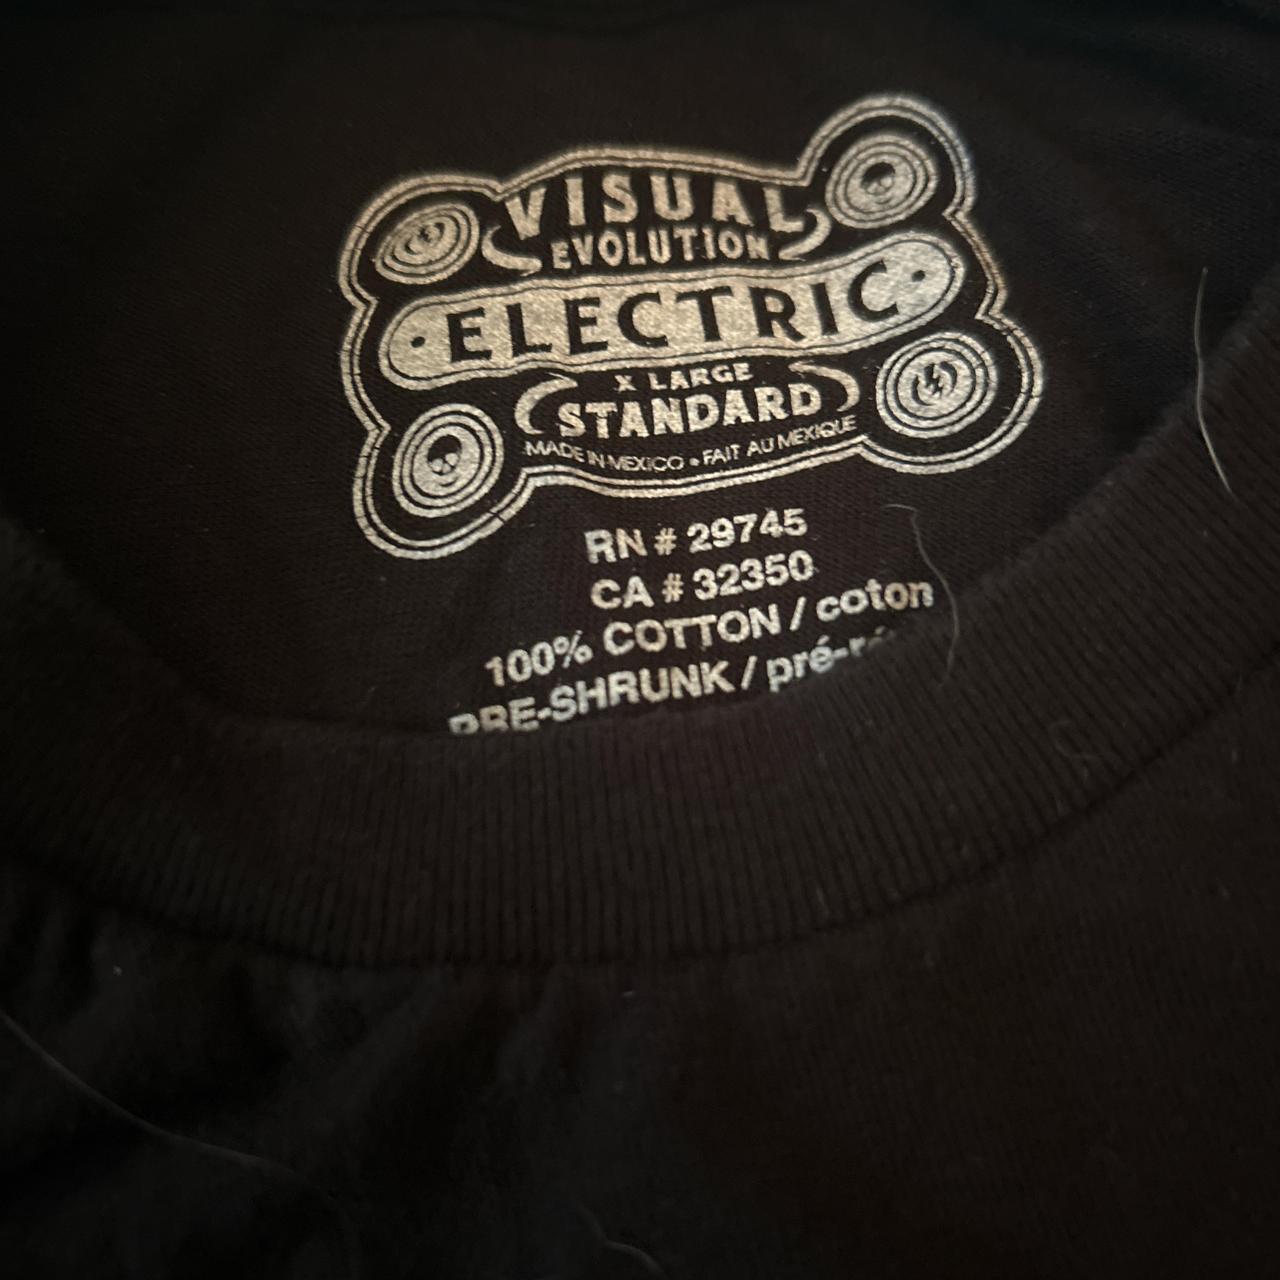 VISUAL
EVOLUTION
ELECTRIC
X LARGE
STANDARD
MADE IN MEXICO • FAIT AU MEXIQUE
RN # 29745
CA # 32350
100% COTTON / coton
PRE-SHRUNK /